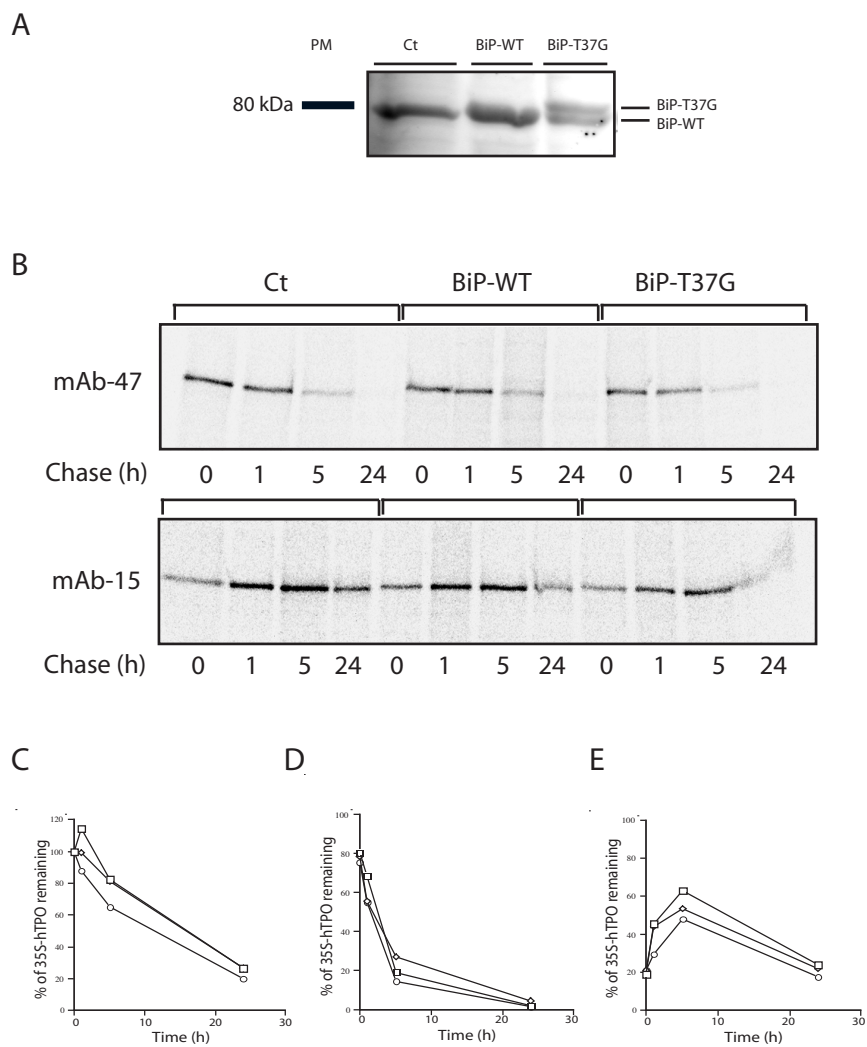 A
PM Ct BiP-WT BiP-T37G
80 kDa
BiP-T37G
BiP-WT
B
Ct BiP-WT BiP-T37G
mAb-47
Chase (h) 0 1 5 24 0 1 5 24 0 1 5 24
mAb-15
Chase (h) 0 1 5 24 0 1 5 24 0 1 5 24
C D E
% of 35S-hTPO remaining
120
100
80
60
40
20
0
0 10 20 30
Time (h)
% of 35S-hTPO remaining
100
80
60
40
20
0
0 10 20 30
Time (h)
% of 35S-hTPO remaining
100
80
60
40
20
0
0 10 20 30
Time (h)